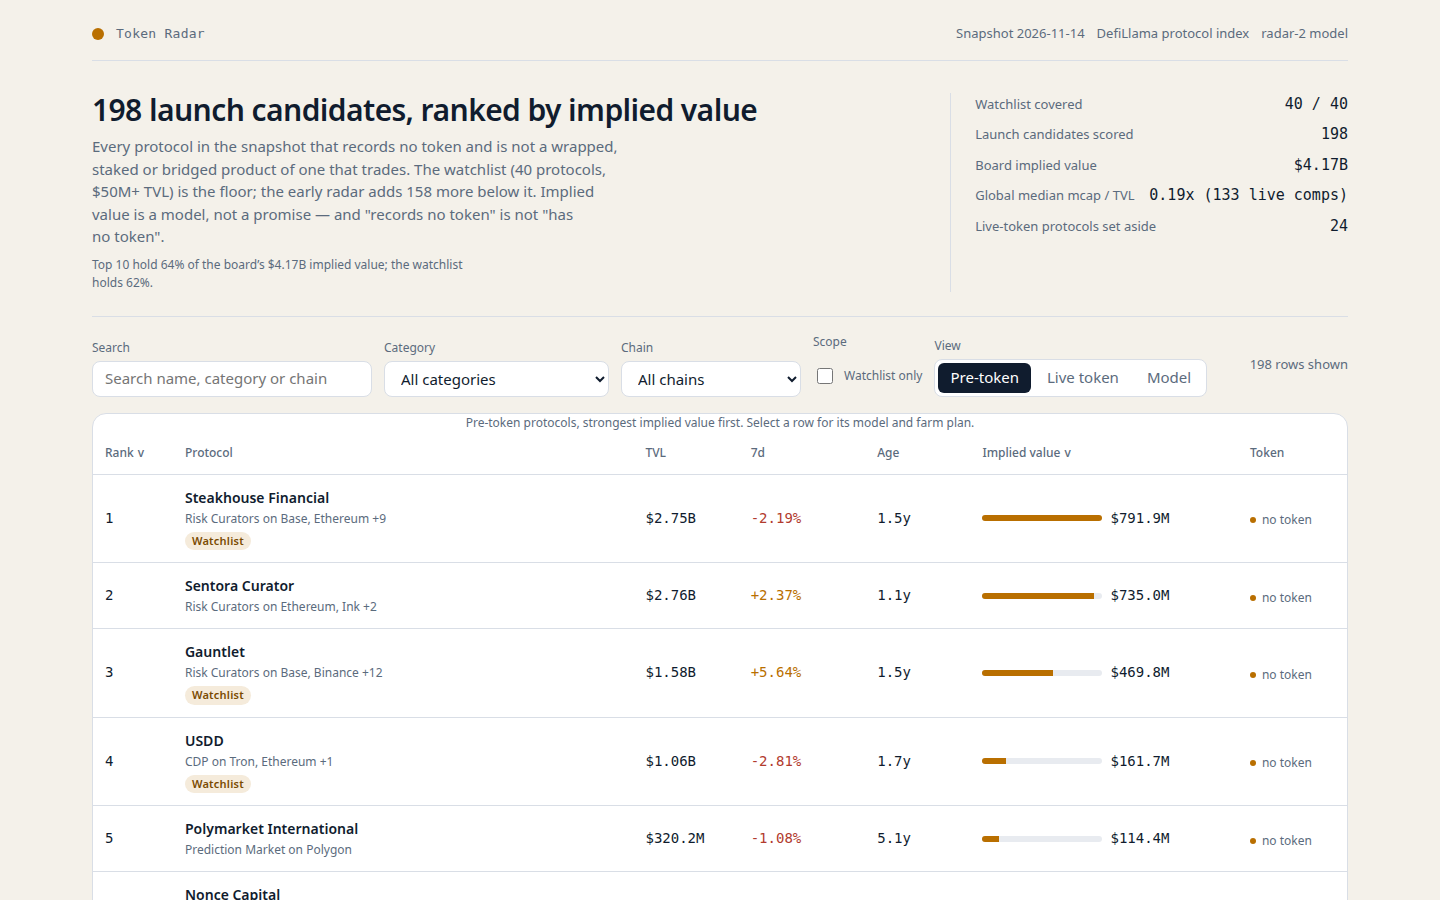 Token Radar
Snapshot 2026-11-14 DefiLlama protocol index radar-2 model
198 launch candidates, ranked by implied value
Every protocol in the snapshot that records no token and is not a wrapped,
staked or bridged product of one that trades. The watchlist (40 protocols,
$50M+ TVL) is the floor; the early radar adds 158 more below it. Implied
value is a model, not a promise — and "records no token" is not "has
no token".
Top 10 hold 64% of the board's $4.17B implied value; the watchlist
holds 62%.
Watchlist covered 40 / 40
Launch candidates scored 198
Board implied value $4.17B
Global median mcap / TVL 0.19x (133 live comps)
Live-token protocols set aside 24
Search
Search name, category or chain
Category
All categories
Chain
All chains
Scope
Watchlist only
View
Pre-token Live token Model
198 rows shown
Pre-token protocols, strongest implied value first. Select a row for its model and farm plan.
Rank v Protocol TVL 7d Age Implied value v Token
1 Steakhouse Financial $2.75B -2.19% 1.5y $791.9M no token
Risk Curators on Base, Ethereum +9
Watchlist
2 Sentora Curator $2.76B +2.37% 1.1y $735.0M no token
Risk Curators on Ethereum, Ink +2
3 Gauntlet $1.58B +5.64% 1.5y $469.8M no token
Risk Curators on Base, Binance +12
Watchlist
4 USDD $1.06B -2.81% 1.7y $161.7M no token
CDP on Tron, Ethereum +1
Watchlist
5 Polymarket International $320.2M -1.08% 5.1y $114.4M no token
Prediction Market on Polygon
Nonce Capital